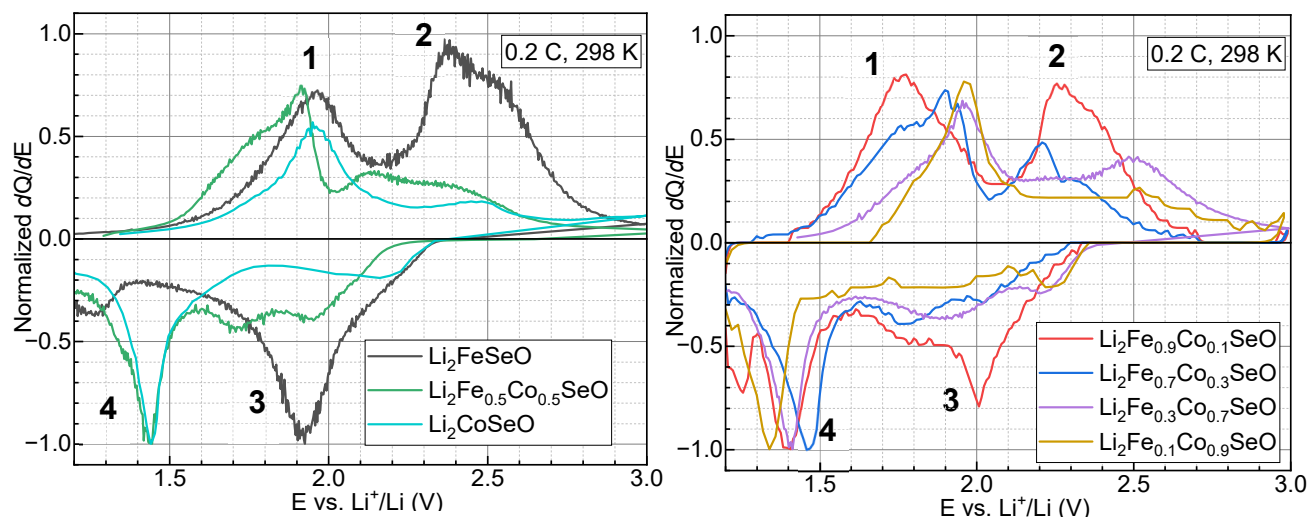 Normalized dQ/dE
1.0
0.5
0.0
−0.5
−1.0
1
2
3
4
0.2 C, 298 K
Li₂FeSeO
Li₂Fe₀.₅Co₀.₅SeO
Li₂CoSeO
1.5 2.0 2.5 3.0
E vs. Li⁺/Li (V)
Normalized dQ/dE
1.0
0.5
0.0
−0.5
−1.0
1
2
3
4
0.2 C, 298 K
Li₂Fe₀.₉Co₀.₁SeO
Li₂Fe₀.₇Co₀.₃SeO
Li₂Fe₀.₃Co₀.₇SeO
Li₂Fe₀.₁Co₀.₉SeO
1.5 2.0 2.5 3.0
E vs. Li⁺/Li (V)